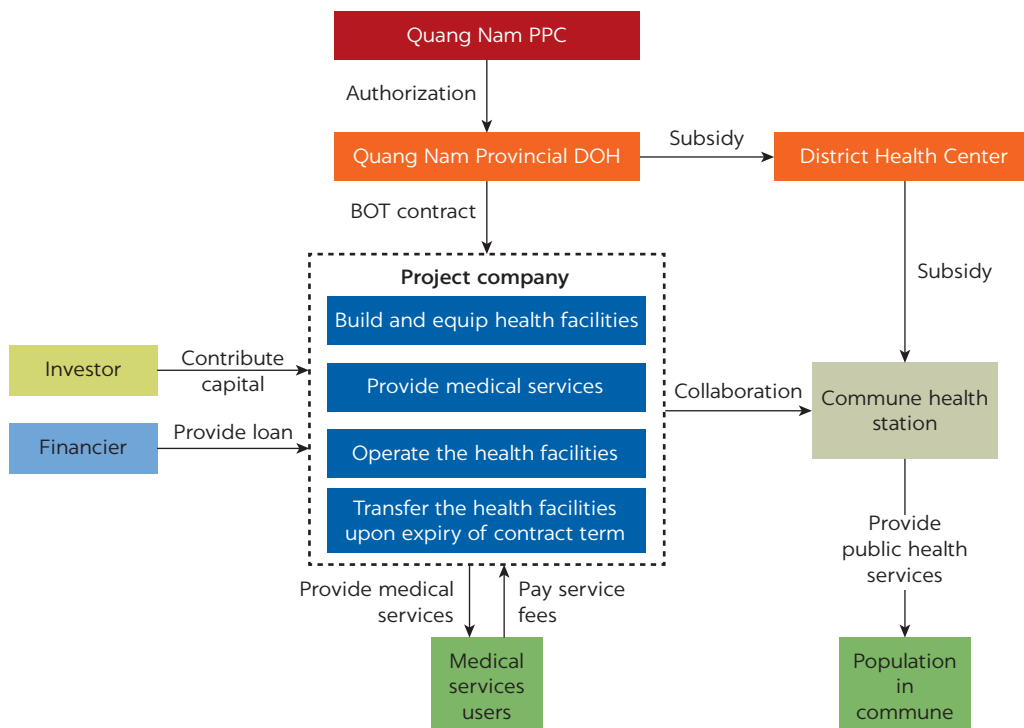 Quang Nam PPC
Authorization
Quang Nam Provincial DOH
Subsidy
District Health Center
BOT contract
Subsidy
Project company
Build and equip health facilities
Provide medical services
Operate the health facilities
Transfer the health facilities
upon expiry of contract term
Investor
Contribute
capital
Financier
Provide loan
Collaboration
Commune health
station
Provide medical
services
Pay service
fees
Provide
public health
services
Medical
services
users
Population
in
commune